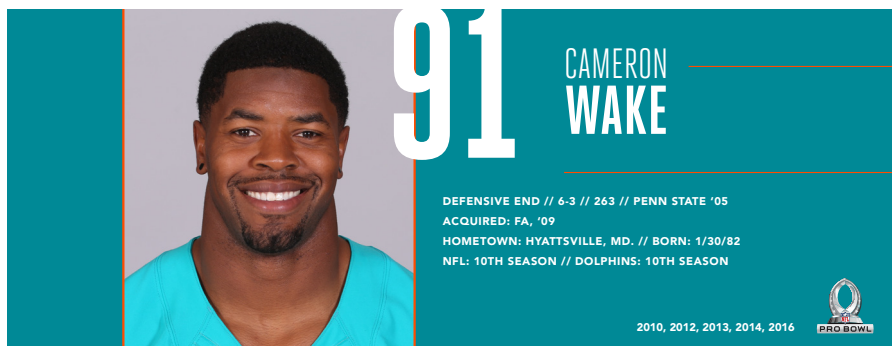 91
CAMERON
WAKE
DEFENSIVE END // 6-3 // 263 // PENN STATE ’05
ACQUIRED: FA, ’09
HOMETOWN: HYATTSVILLE, MD. // BORN: 1/30/82
NFL: 10TH SEASON // DOLPHINS: 10TH SEASON
2010, 2012, 2013, 2014, 2016
NFL
PRO BOWL